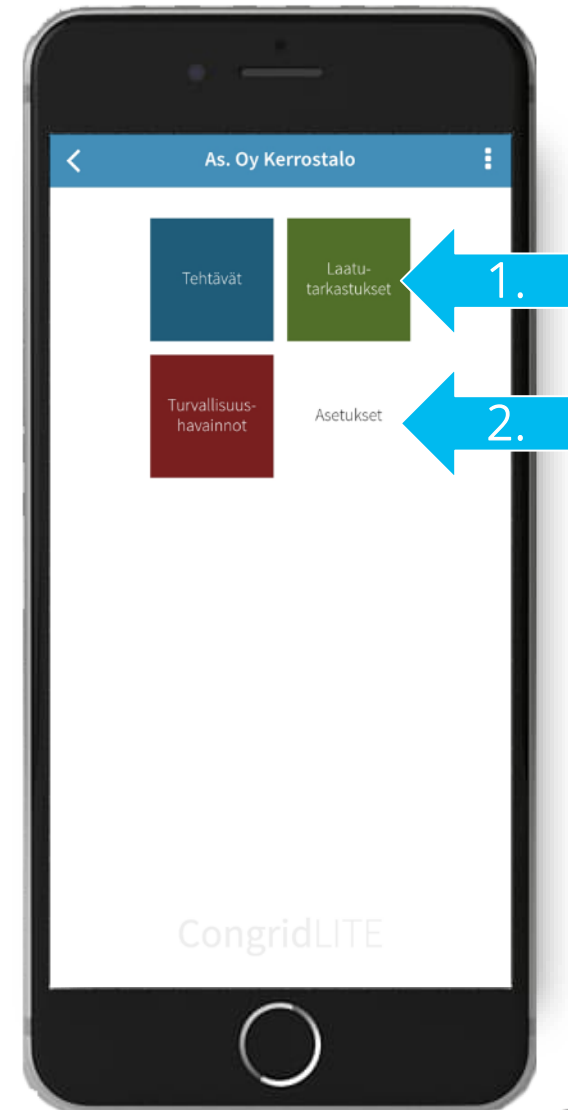 As. Oy Kerrostalo
Tehtävät
Laatu-
tarkastukset
1.
Turvallisuus-
havainnot
Asetukset
2.
CongridLITE